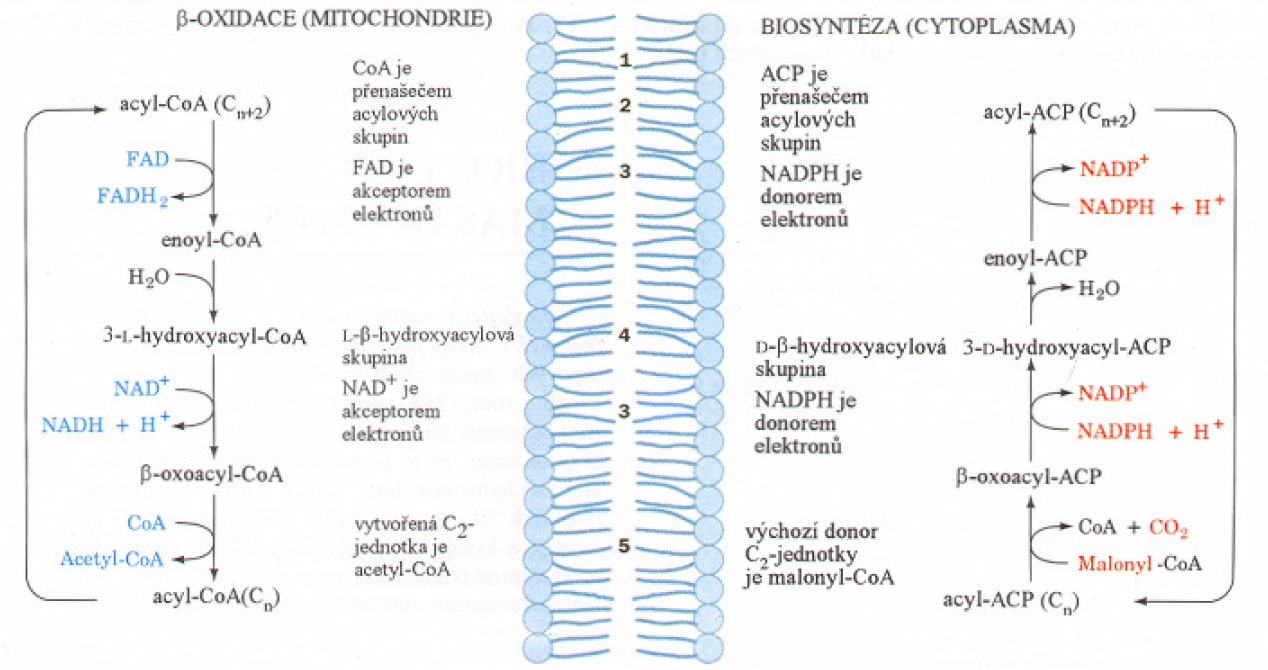 β-OXIDACE (MITOCHONDRIE)
acyl-CoA (Cn+2)
FAD
FADH2
enoyl-CoA
H2O
3-L-hydroxyacyl-CoA
NAD+
NADH + H+
β-oxoacyl-CoA
CoA
Acetyl-CoA
acyl-CoA(Cn)
CoA je
přenašečem
acylových
skupin
FAD je
akceptorem
elektronů
L-β-hydroxyacylová
skupina
NAD+ je
akceptorem
elektronů
vytvořená C2-
jednotka je
acetyl-CoA
1
2
3
4
3
5
BIOSYNTÉZA (CYTOPLASMA)
ACP je
přenašečem
acylových
skupin
NADPH je
donorem
elektronů
D-β-hydroxyacylová
skupina
NADPH je
donorem
elektronů
výchozí donor
C2-jednotky
je malonyl-CoA
acyl-ACP (Cn+2)
NADP+
NADPH + H+
enoyl-ACP
H2O
3-D-hydroxyacyl-ACP
NADP+
NADPH + H+
β-oxoacyl-ACP
CoA + CO2
Malonyl-CoA
acyl-ACP (Cn)